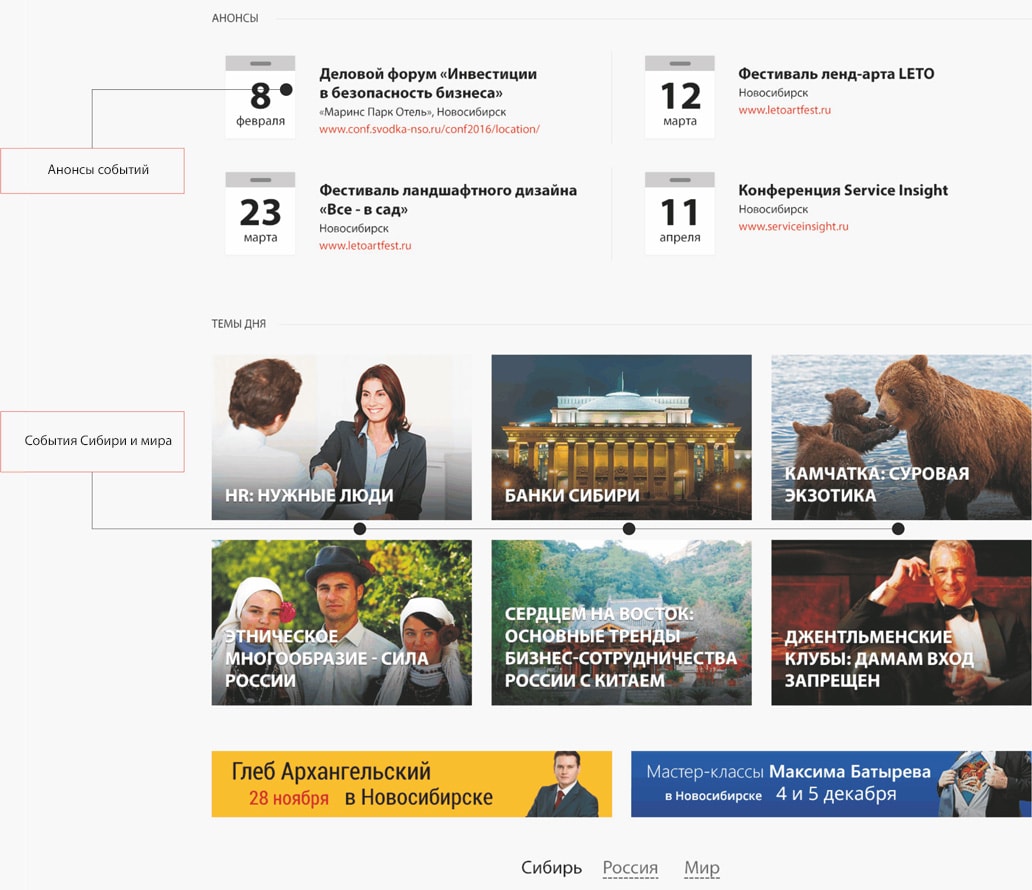 АНОНСЫ
8
февраля
Деловой форум «Инвестиции
в безопасность бизнеса»
«Маринс Парк Отель», Новосибирск
www.conf.svodka-nso.ru/conf2016/location/
12
марта
Фестиваль ленд-арта LETO
Новосибирск
www.letoartfest.ru
Анонсы событий
23
марта
Фестиваль ландшафтного дизайна
«Все - в сад»
Новосибирск
www.letoartfest.ru
11
апреля
Конференция Service Insight
Новосибирск
www.serviceinsight.ru
ТЕМЫ ДНЯ
События Сибири и мира
HR: НУЖНЫЕ ЛЮДИ
БАНКИ СИБИРИ
КАМЧАТКА: СУРОВАЯ
ЭКЗОТИКА
ЭТНИЧЕСКОЕ
МНОГООБРАЗИЕ - СИЛА
РОССИИ
СЕРДЦЕМ НА ВОСТОК:
ОСНОВНЫЕ ТРЕНДЫ
БИЗНЕС-СОТРУДНИЧЕСТВА
РОССИИ С КИТАЕМ
ДЖЕНТЛЬМЕНСКИЕ
КЛУБЫ: ДАМАМ ВХОД
ЗАПРЕЩЕН
Глеб Архангельский
28 ноября в Новосибирске
Мастер-классы Максима Батырева
в Новосибирске 4 и 5 декабря
Сибирь Россия Мир